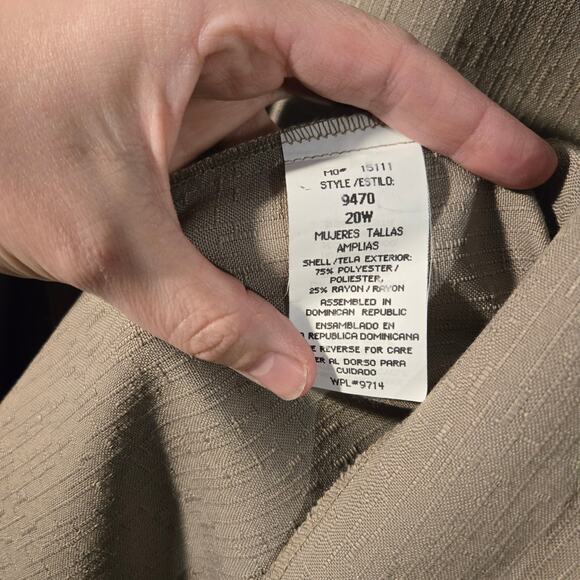 MO# 15111
STYLE/ESTILO:
9470
20W
MUJERES TALLAS
AMPLIAS
SHELL/TELA EXTERIOR:
75% POLYESTER/
POLIESTER,
25% RAYON/RAYON
ASSEMBLED IN
DOMINICAN REPUBLIC
ENSAMBLADO EN
REPUBLICA DOMINICANA
REVERSE FOR CARE
AL DORSO PARA
CUIDADO
WPL#9714